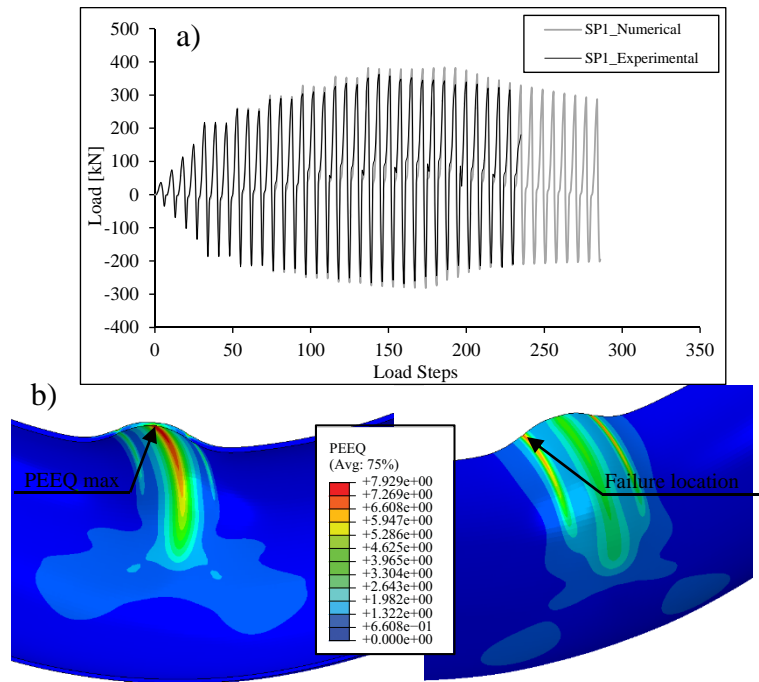 a)
SP1_Numerical
SP1_Experimental
500
400
300
200
100
0
-100
-200
-300
-400
Load [kN]
0 50 100 150 200 250 300 350
Load Steps
b)
PEEQ max
PEEQ
(Avg: 75%)
+7.929e+00
+7.269e+00
+6.608e+00
+5.947e+00
+5.286e+00
+4.625e+00
+3.965e+00
+3.304e+00
+2.643e+00
+1.982e+00
+1.322e+00
+6.608e−01
+0.000e+00
Failure location